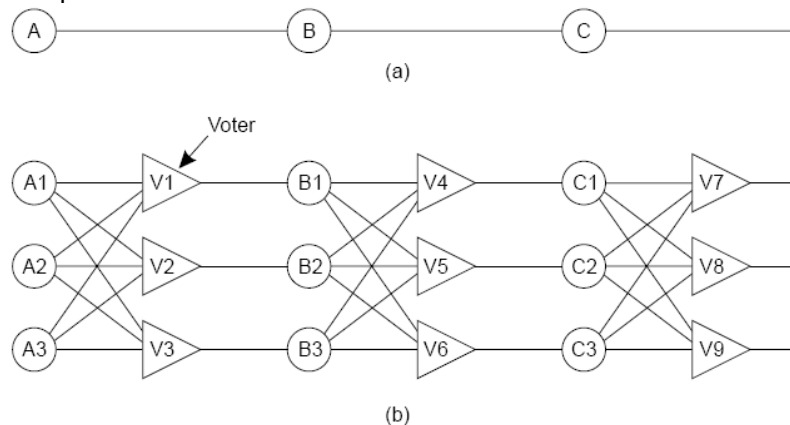 A B C
(a)
Voter
A1 V1 B1 V4 C1 V7
A2 V2 B2 V5 C2 V8
A3 V3 B3 V6 C3 V9
(b)